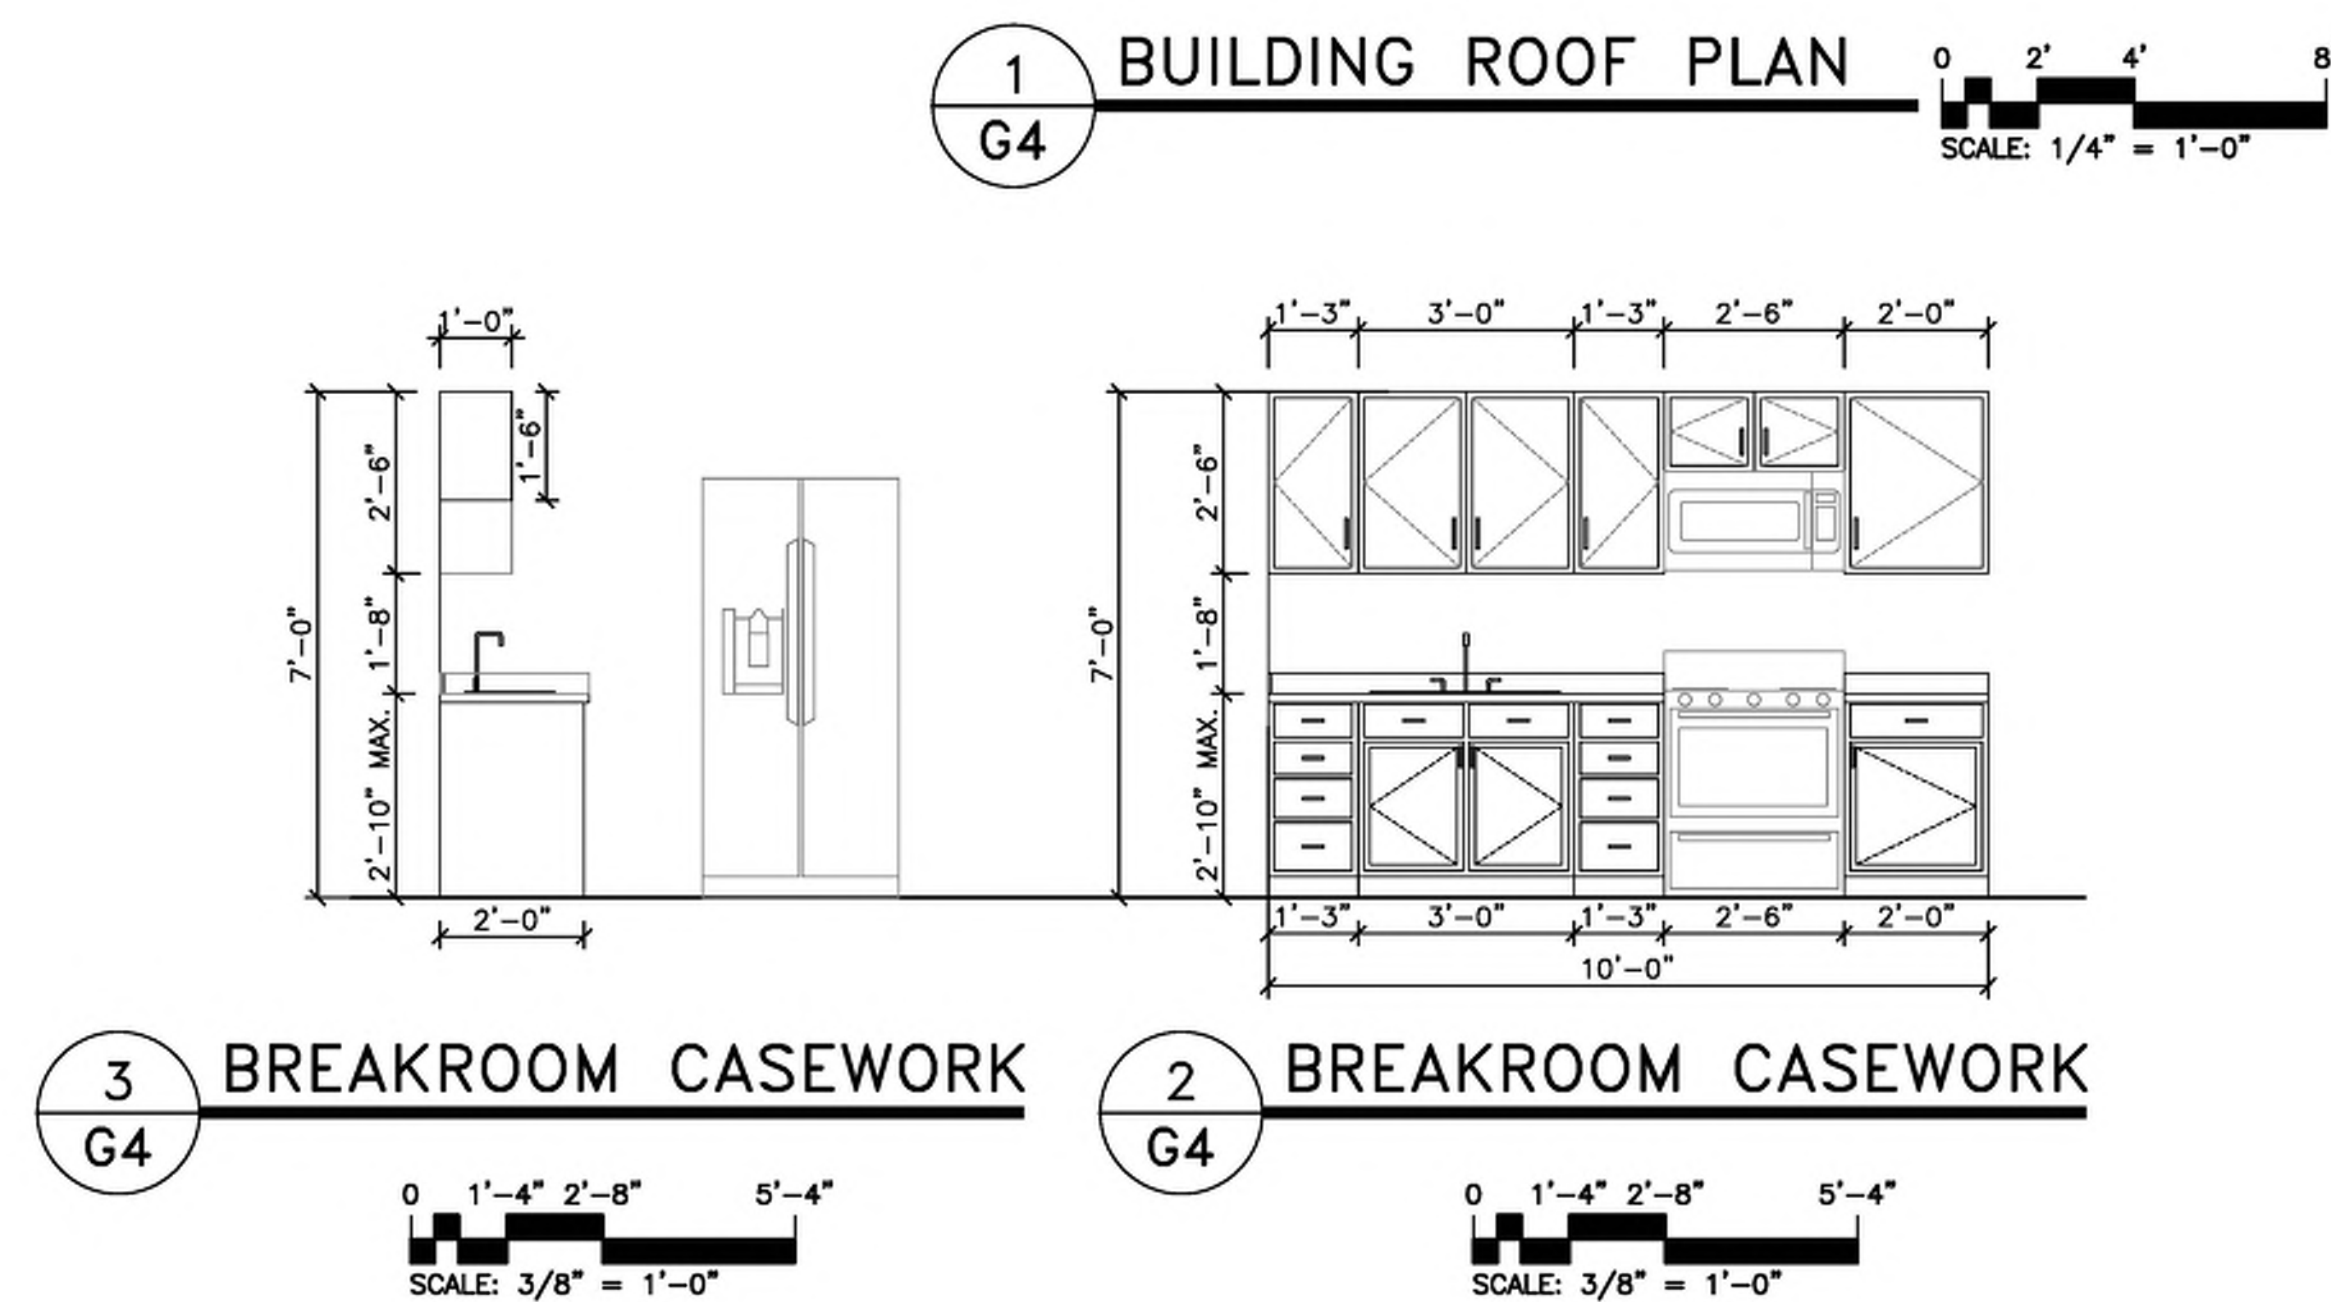 1
G4
BUILDING ROOF PLAN
0 2' 4' 8
SCALE: 1/4" = 1'-0"
1'-0"
1'-6"
2'-6"
1'-8"
7'-0"
2'-10" MAX.
2'-0"
1'-3" 3'-0" 1'-3" 2'-6" 2'-0"
2'-6"
1'-8"
7'-0"
2'-10" MAX.
1'-3" 3'-0" 1'-3" 2'-6" 2'-0"
10'-0"
3
G4
BREAKROOM CASEWORK
0 1'-4" 2'-8" 5'-4"
SCALE: 3/8" = 1'-0"
2
G4
BREAKROOM CASEWORK
0 1'-4" 2'-8" 5'-4"
SCALE: 3/8" = 1'-0"